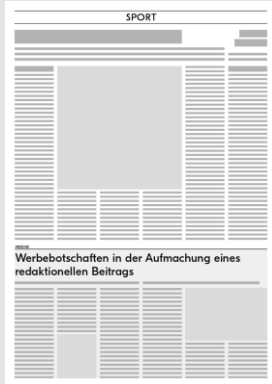 SPORT
Werbebotschaften in der Aufmachung eines
redaktionellen Beitrags